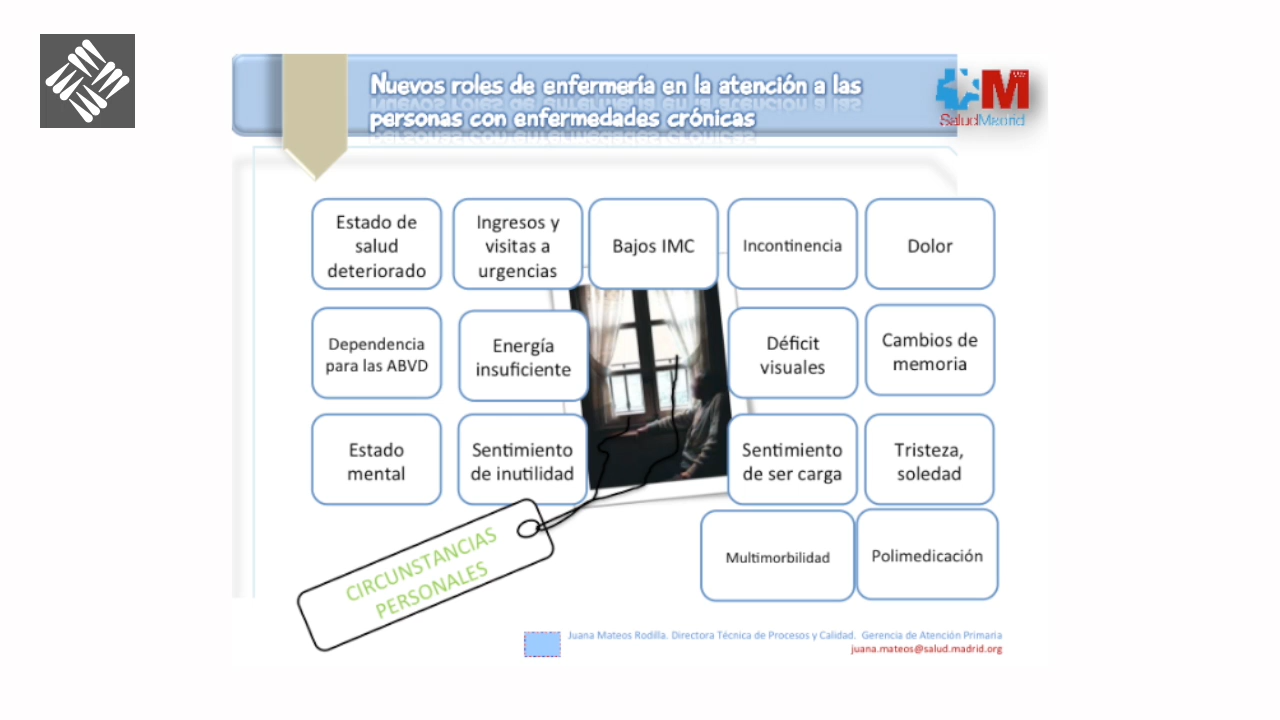 Nuevos roles de enfermería en la atención a las
personas con enfermedades crónicas
M
SaludMadrid
Estado de
salud
deteriorado
Ingresos y
visitas a
urgencias
Bajos IMC
Incontinencia
Dolor
Dependencia
para las ABVD
Energía
insuficiente
Déficit
visuales
Cambios de
memoria
Estado
mental
Sentimiento
de inutilidad
Sentimiento
de ser carga
Tristeza,
soledad
Multimorbilidad
Polimedicación
CIRCUNSTANCIAS
PERSONALES
Juana Mateos Rodilla. Directora Técnica de Procesos y Calidad. Gerencia de Atención Primaria
juana.mateos@salud.madrid.org